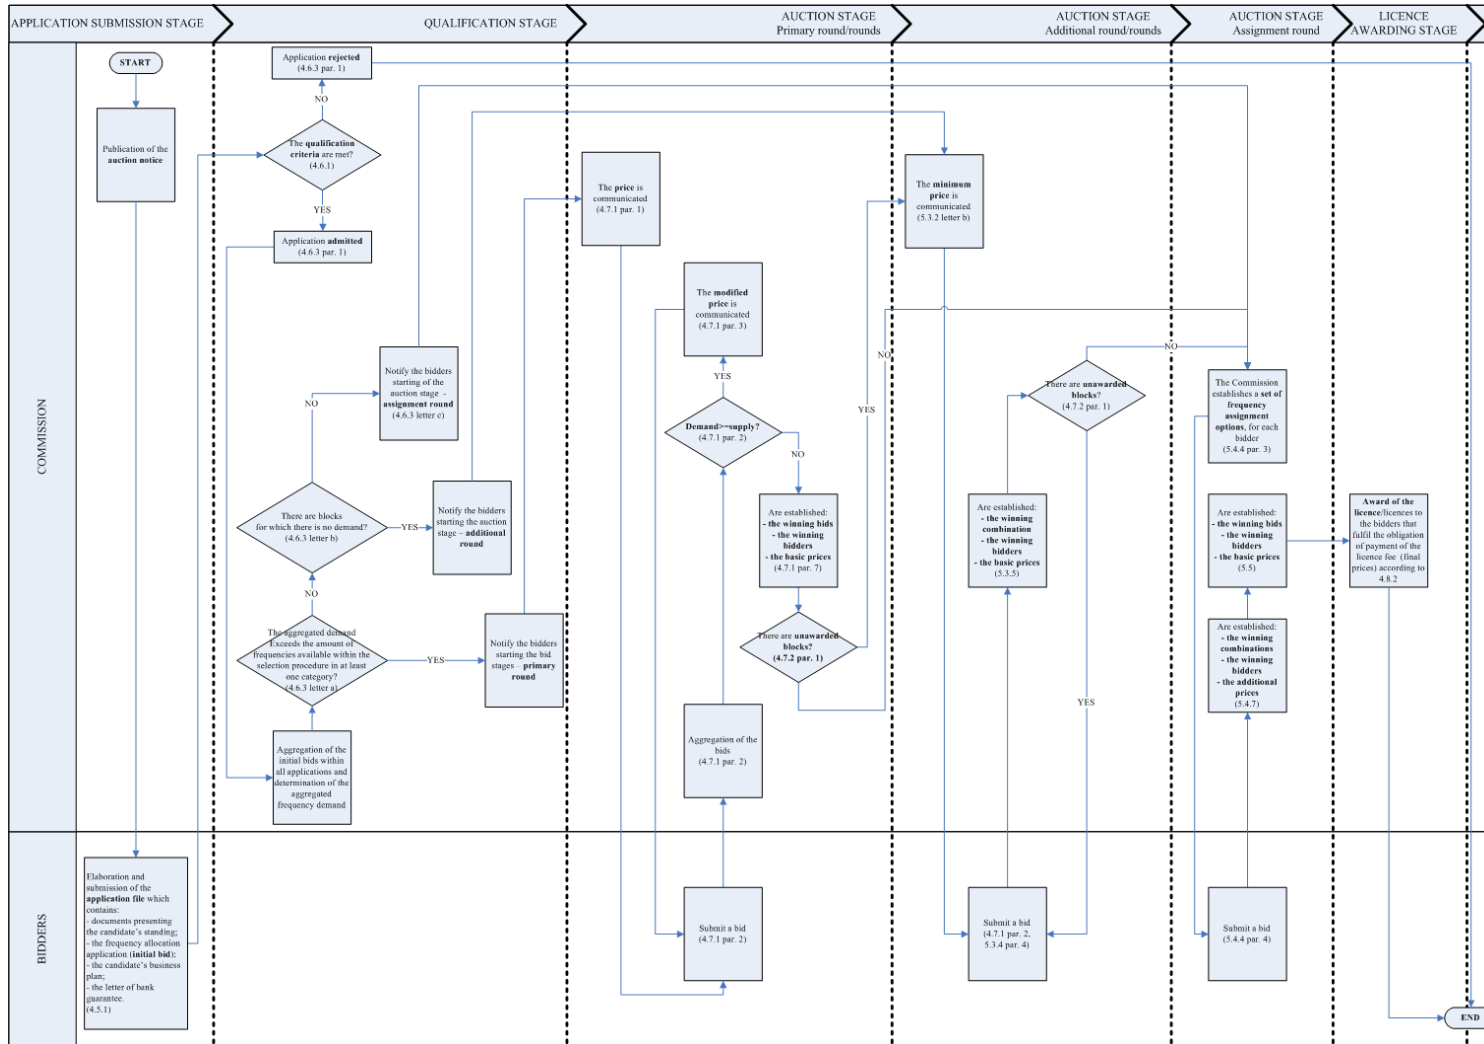 APPLICATION SUBMISSION STAGE
QUALIFICATION STAGE
AUCTION STAGE
Primary round/rounds
AUCTION STAGE
Additional round/rounds
AUCTION STAGE
Assignment round
LICENCE
AWARDING STAGE
COMMISSION
START
Publication of the
auction notice
Application rejected
(4.6.3 par. 1)
NO
The qualification
criteria are met?
(4.6.1)
YES
Application admitted
(4.6.3 par. 1)
Notify the bidders
starting of the
auction stage -
assignment round
(4.6.3 letter c)
NO
There are blocks
for which there is no demand?
(4.6.3 letter b)
YES
Notify the bidders
starting the auction
stage – additional
round
NO
The aggregated demand
Exceeds the amount of
frequencies available within the
selection procedure in at least
one category?
(4.6.3 letter a)
YES
Notify the bidders
starting the bid
stages – primary
round
Aggregation of the
initial bids within
all applications and
determination of the
aggregated
frequency demand
The price is
communicated
(4.7.1 par. 1)
The modified
price is
communicated
(4.7.1 par. 3)
YES
Demand>=supply?
(4.7.1 par. 2)
NO
Are established:
- the winning bids
- the winning
bidders
- the basic prices
(4.7.1 par. 7)
There are unawarded
blocks?
(4.7.2 par. 1)
NO
YES
Aggregation of the
bids
(4.7.1 par. 2)
The minimum
price is
communicated
(5.3.2 letter b)
There are unawarded
blocks?
(4.7.2 par. 1)
NO
YES
Are established:
- the winning
combination
- the winning
bidders
- the basic prices
(5.3.5)
The Commission
establishes a set of
frequency
assignment
options, for each
bidder
(5.4.4 par. 3)
Are established:
- the winning bids
- the winning
bidders
- the basic prices
(5.5)
Are established:
- the winning
combinations
- the winning
bidders
- the additional
prices
(5.4.7)
Award of the
licence/licences to
the bidders that
fulfil the obligation
of payment of the
licence fee (final
prices) according to
4.8.2
BIDDERS
Elaboration and
submission of the
application file which
contains:
- documents presenting
the candidate's standing;
- the frequency allocation
application (initial bid);
- the candidate's business
plan;
- the letter of bank
guarantee.
(4.5.1)
Submit a bid
(4.7.1 par. 2)
Submit a bid
(4.7.1 par. 2,
5.3.4 par. 4)
Submit a bid
(5.4.4 par. 4)
END